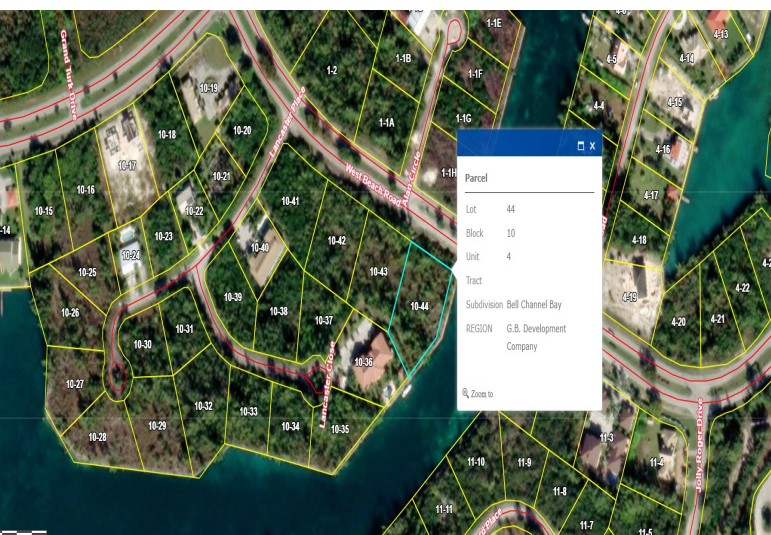 Grand Turk Drive
10-19
1-2
1-1B
1-1E
1-1F
1-1G
1-1A
1-1H
4-5
4-13
4-14
4-15
4-4
4-16
4-17
4-18
4-19
4-20
4-21
4-22
10-18
10-20
Lancaster Place
10-17
10-21
10-16
10-15
-14
10-22
10-23
10-24
10-25
10-26
10-27
10-28
10-29
10-30
10-31
10-32
10-33
10-34
10-35
10-36
10-37
10-38
10-39
10-40
10-41
10-42
10-43
10-44
West Beach Road
Lancaster Close
Parcel
Lot 44
Block 10
Unit 4
Tract
Subdivision Bell Channel Bay
REGION G.B. Development
Company
Zoom to
11-3
11-4
Jolly Roger Drive
11-10
11-9
11-8
11-11
11-7
11-5
Place